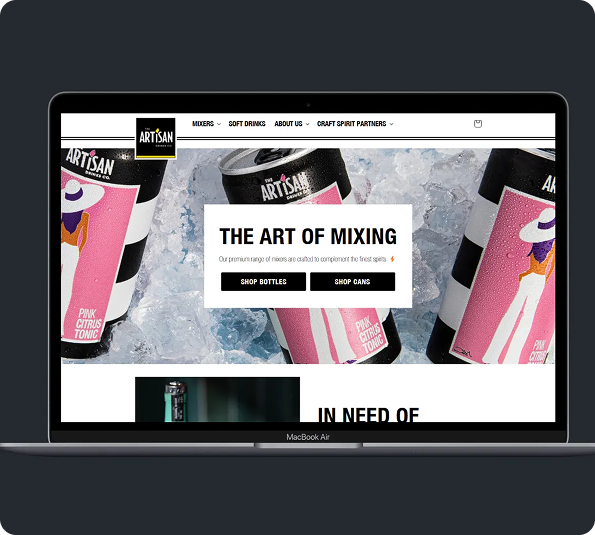 THE
ARTiSAN
DRINKS CO.
MIXERS
SOFT DRINKS
ABOUT US
CRAFT SPIRIT PARTNERS
ARTiSAN
DRINKS CO.
THE
ARTiSAN
DRINKS CO.
THE ART OF MIXING
Our premium range of mixers are crafted to complement the finest spirits
SHOP BOTTLES
SHOP CANS
PINK
CITRUS
TONIC
PINK
CITRUS
TONIC
IN NEED OF
MacBook Air